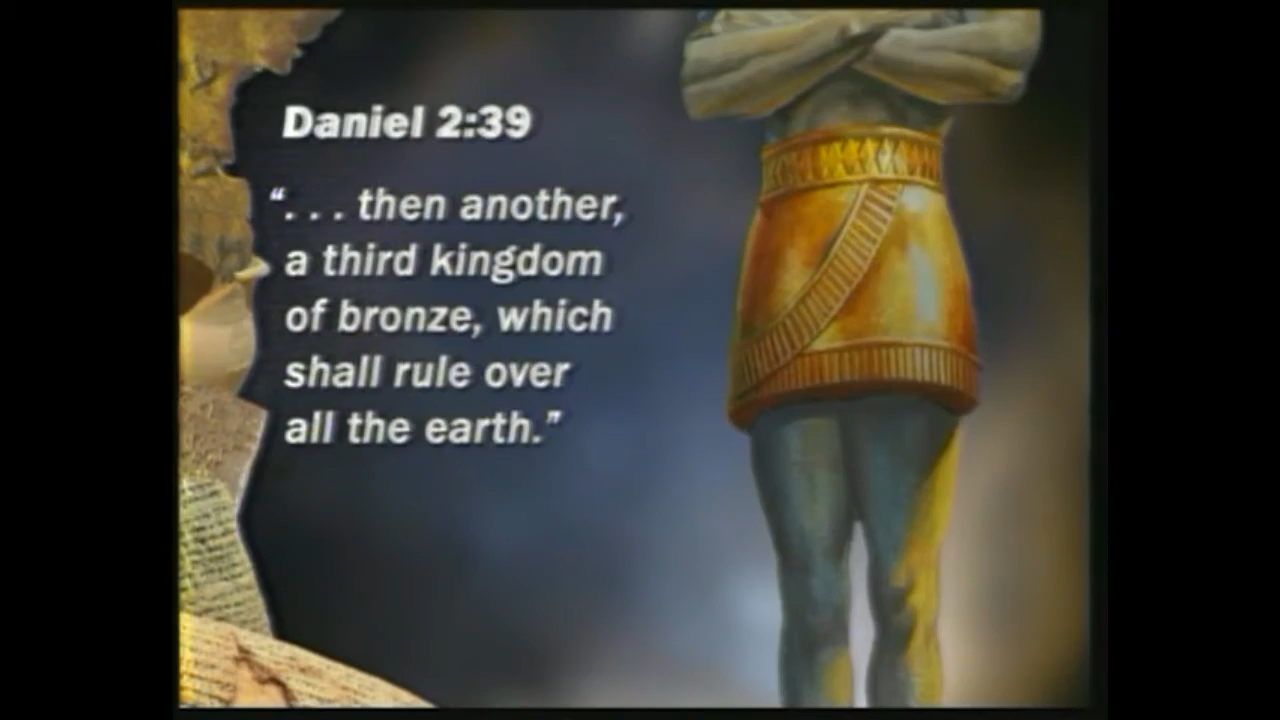 Daniel 2:39
“. . . then another,
a third kingdom
of bronze, which
shall rule over
all the earth.”